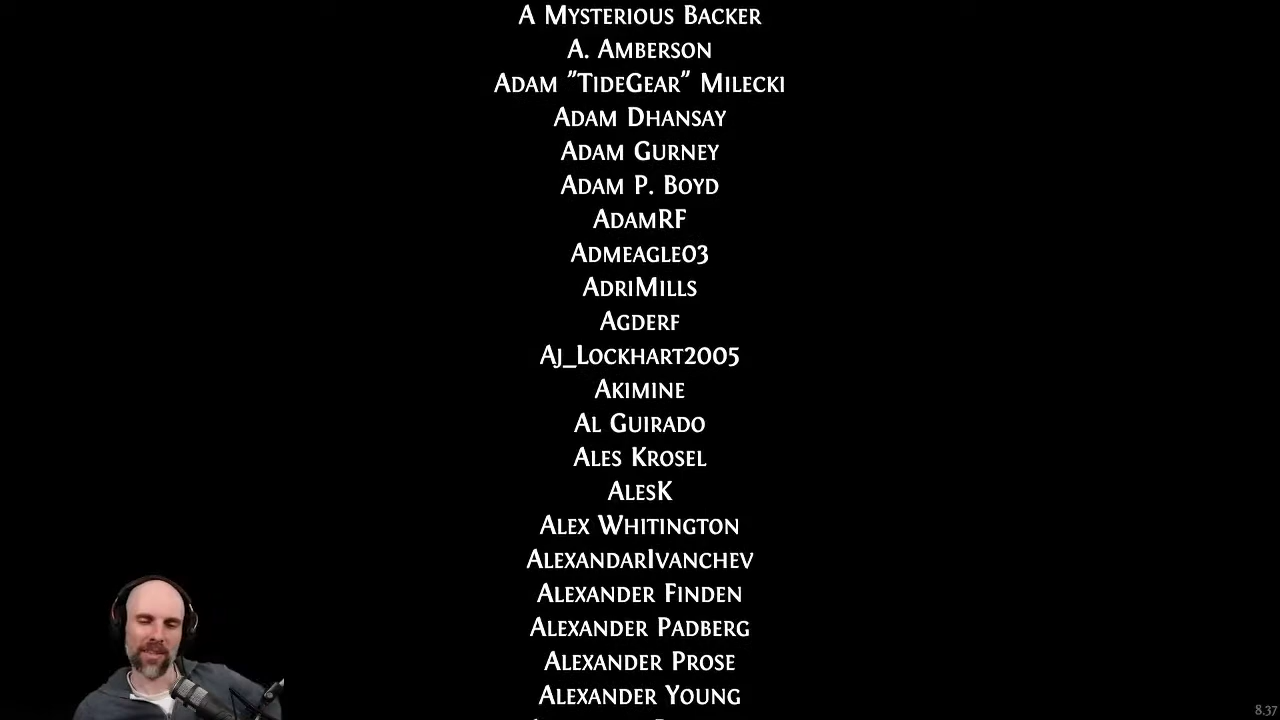 A Mysterious Backer
A. Amberson
Adam "TideGear" Milecki
Adam Dhansay
Adam Gurney
Adam P. Boyd
AdamRF
Admeagle03
AdriMills
Agderf
Aj_Lockhart2005
Akimine
Al Guirado
Ales Krosel
AlesK
Alex Whitington
AlexandarIvanchev
Alexander Finden
Alexander Padberg
Alexander Prose
Alexander Young
8.37